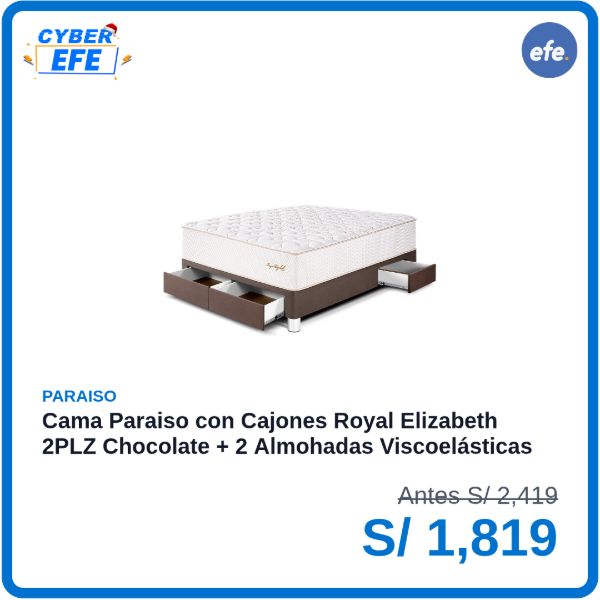 CYBER
EFE
efe.
PARAISO
Cama Paraiso con Cajones Royal Elizabeth
2PLZ Chocolate + 2 Almohadas Viscoelásticas
Antes S/ 2,419
S/ 1,819